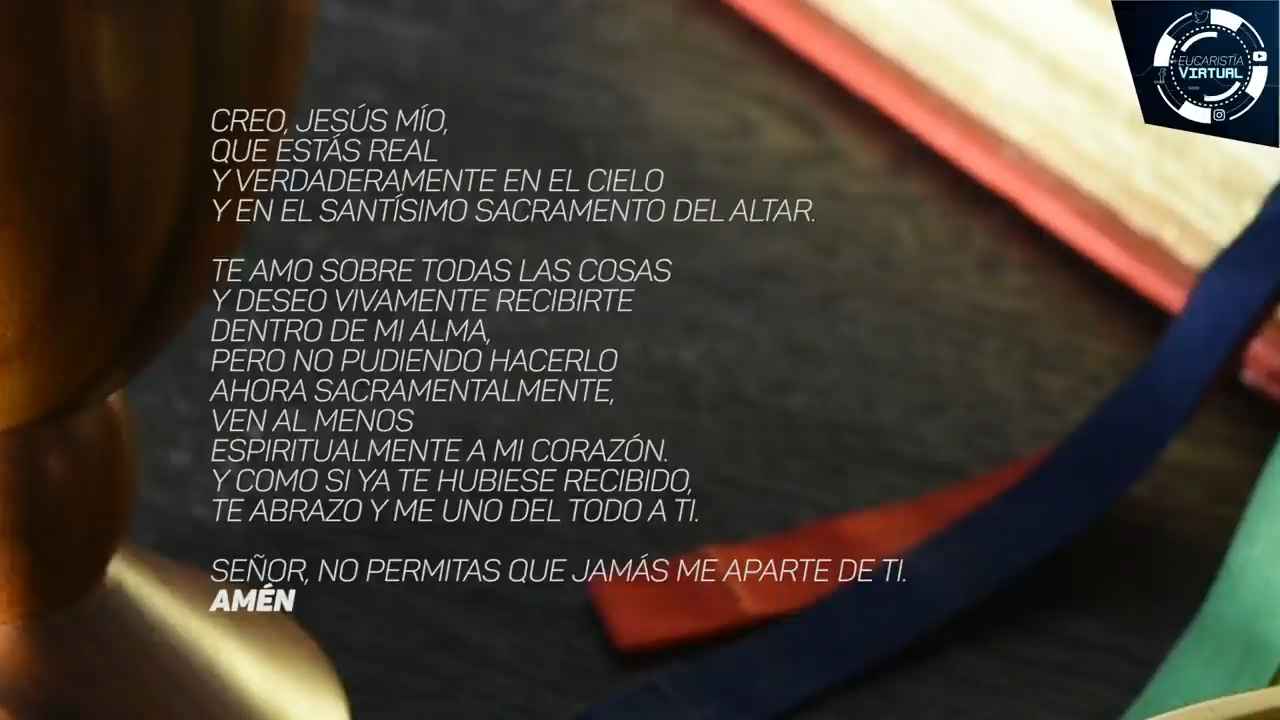 EUCARISTÍA
VIRTUAL
CREO, JESÚS MÍO,
QUE ESTÁS REAL
Y VERDADERAMENTE EN EL CIELO
Y EN EL SANTÍSIMO SACRAMENTO DEL ALTAR.
TE AMO SOBRE TODAS LAS COSAS
Y DESEO VIVAMENTE RECIBIRTE
DENTRO DE MI ALMA,
PERO NO PUDIENDO HACERLO
AHORA SACRAMENTALMENTE,
VEN AL MENOS
ESPIRITUALMENTE A MI CORAZÓN.
Y COMO SI YA TE HUBIESE RECIBIDO,
TE ABRAZO Y ME UNO DEL TODO A TI.
SEÑOR, NO PERMITAS QUE JAMÁS ME APARTE DE TI.
AMÉN